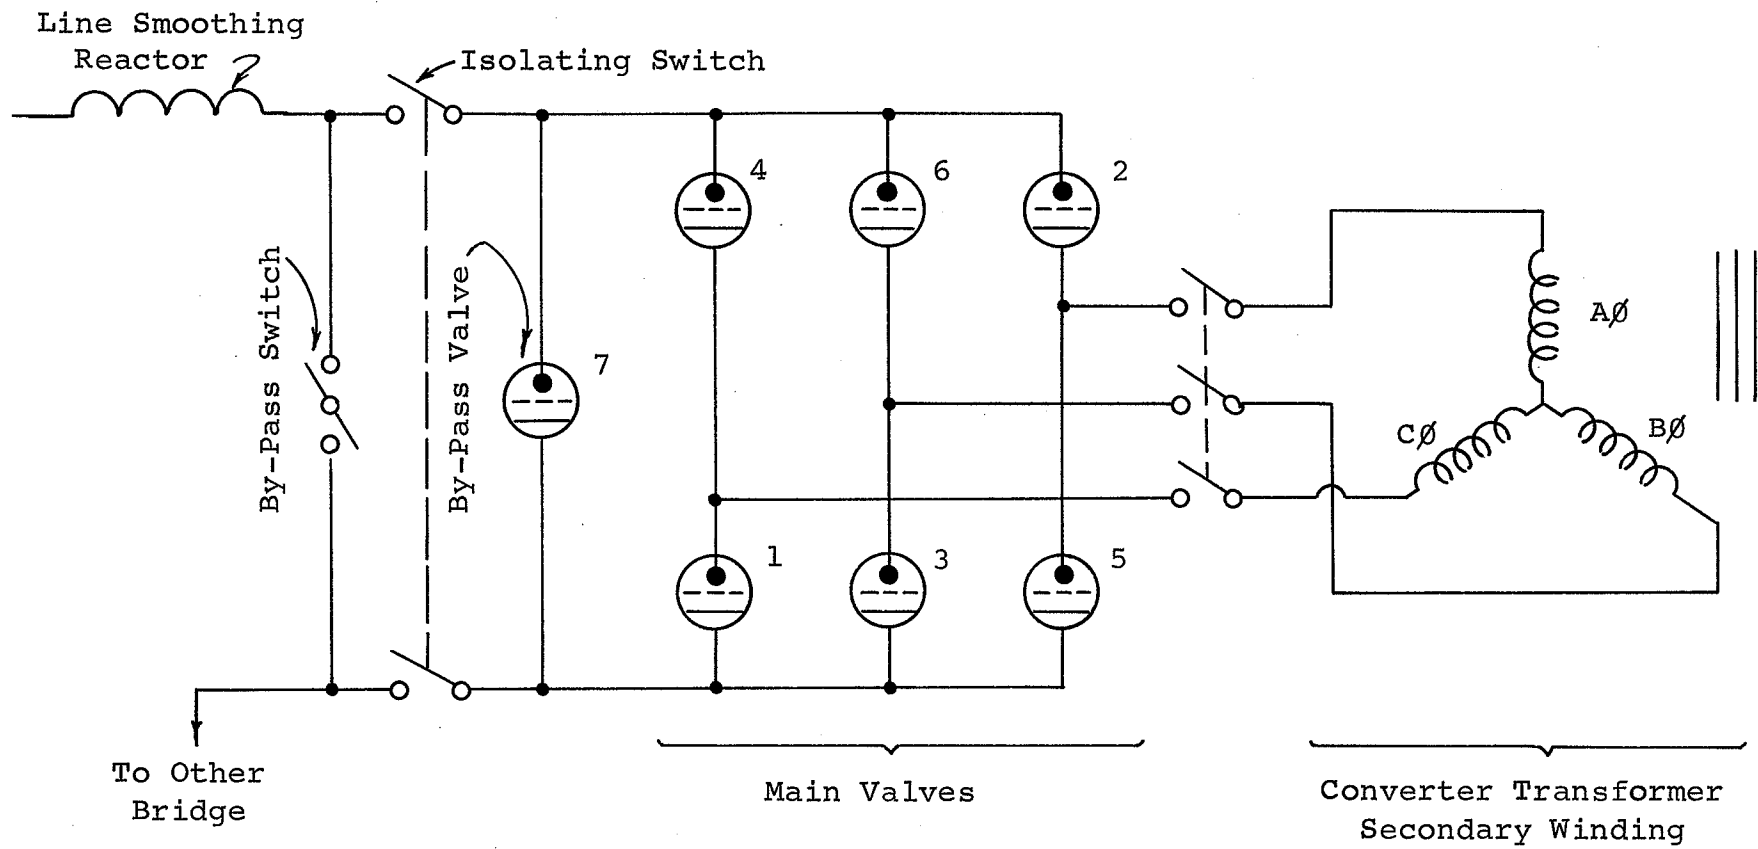 Line Smoothing
Reactor
Isolating Switch
4
6
2
By-Pass Switch
By-Pass Valve
7
AØ
CØ
BØ
1
3
5
To Other
Bridge
Main Valves
Converter Transformer
Secondary Winding